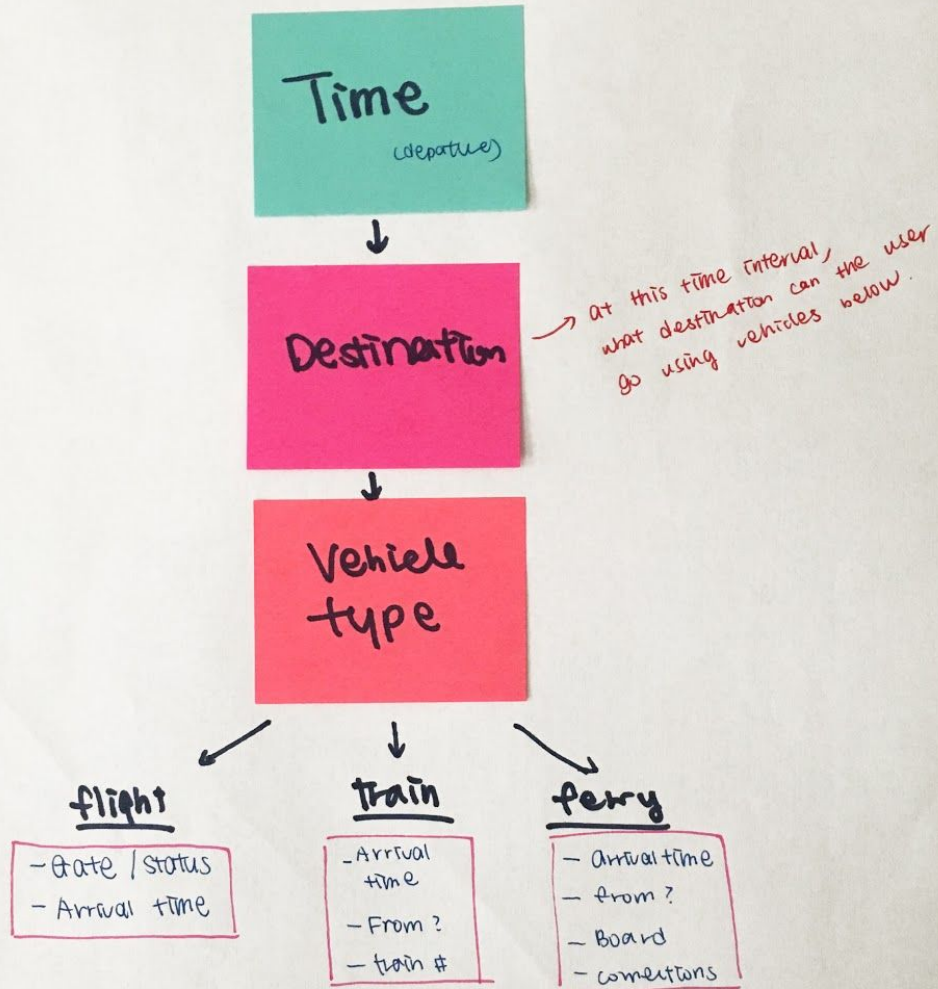 Time
(depature)
Destination
at this time interval,
what destination can the user
go using vehicles below.
Vehicle
type
flight
- Gate / status
- Arrival time
train
- Arrival
time
- From ?
- train #
ferry
- arrival time
- from ?
- Board
- connections